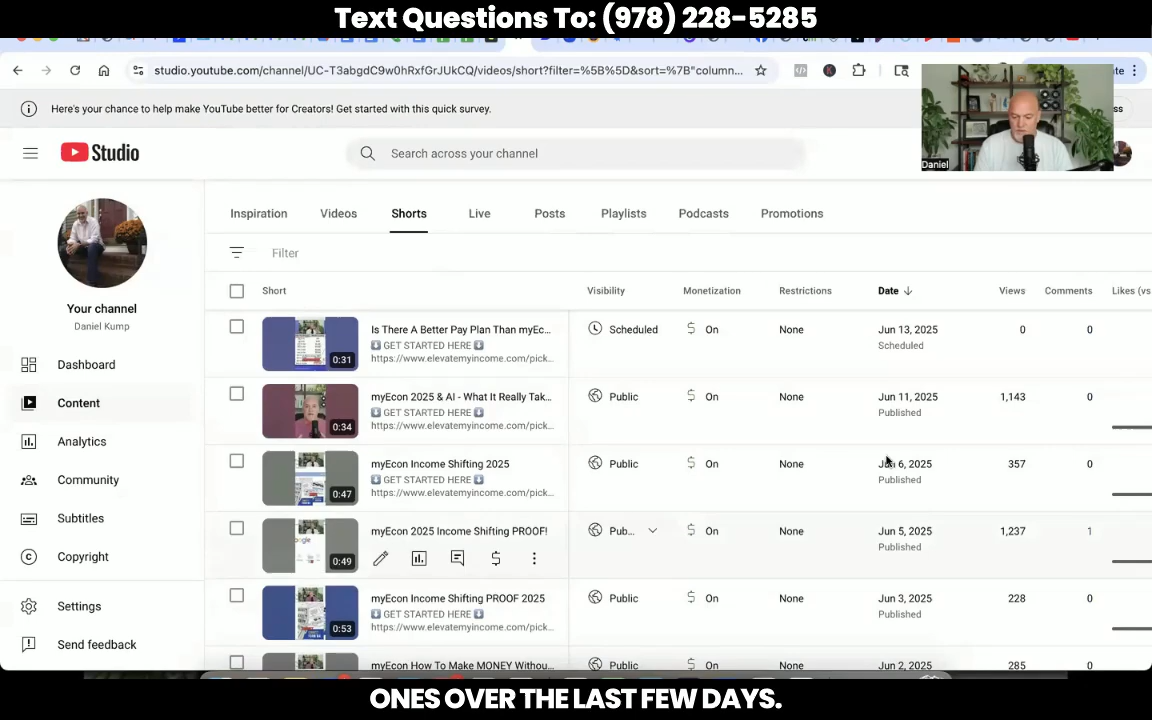 Text Questions To: (978) 228-5285
studio.youtube.com/channel/UC-T3abgdC9w0hRxfGrJUkCQ/videos/short?filter=%5B%5D&sort=%7B"column...
Here's your chance to help make YouTube better for Creators! Get started with this quick survey.
Studio
Search across your channel
Daniel
Your channel
Daniel Kump
Dashboard
Content
Analytics
Community
Subtitles
Copyright
Settings
Send feedback
Inspiration Videos Shorts Live Posts Playlists Podcasts Promotions
Filter
Short Visibility Monetization Restrictions Date Views Comments Likes (vs
Is There A Better Pay Plan Than myEc... Scheduled $ On None Jun 13, 2025 0 0
⬇ GET STARTED HERE ⬇ Scheduled
https://www.elevatemyincome.com/pick...
0:31
myEcon 2025 & AI - What It Really Tak... Public $ On None Jun 11, 2025 1,143 0
⬇ GET STARTED HERE ⬇ Published
https://www.elevatemyincome.com/pick...
0:34
myEcon Income Shifting 2025 Public $ On None Jun 6, 2025 357 0
⬇ GET STARTED HERE ⬇ Published
https://www.elevatemyincome.com/pick...
0:47
myEcon 2025 Income Shifting PROOF! Pub... $ On None Jun 5, 2025 1,237 1
Published
0:49
myEcon Income Shifting PROOF 2025 Public $ On None Jun 3, 2025 228 0
⬇ GET STARTED HERE ⬇ Published
https://www.elevatemyincome.com/pick...
0:53
myEcon How To Make MONEY Withou... Public $ On None Jun 2, 2025 285 0
ONES OVER THE LAST FEW DAYS.